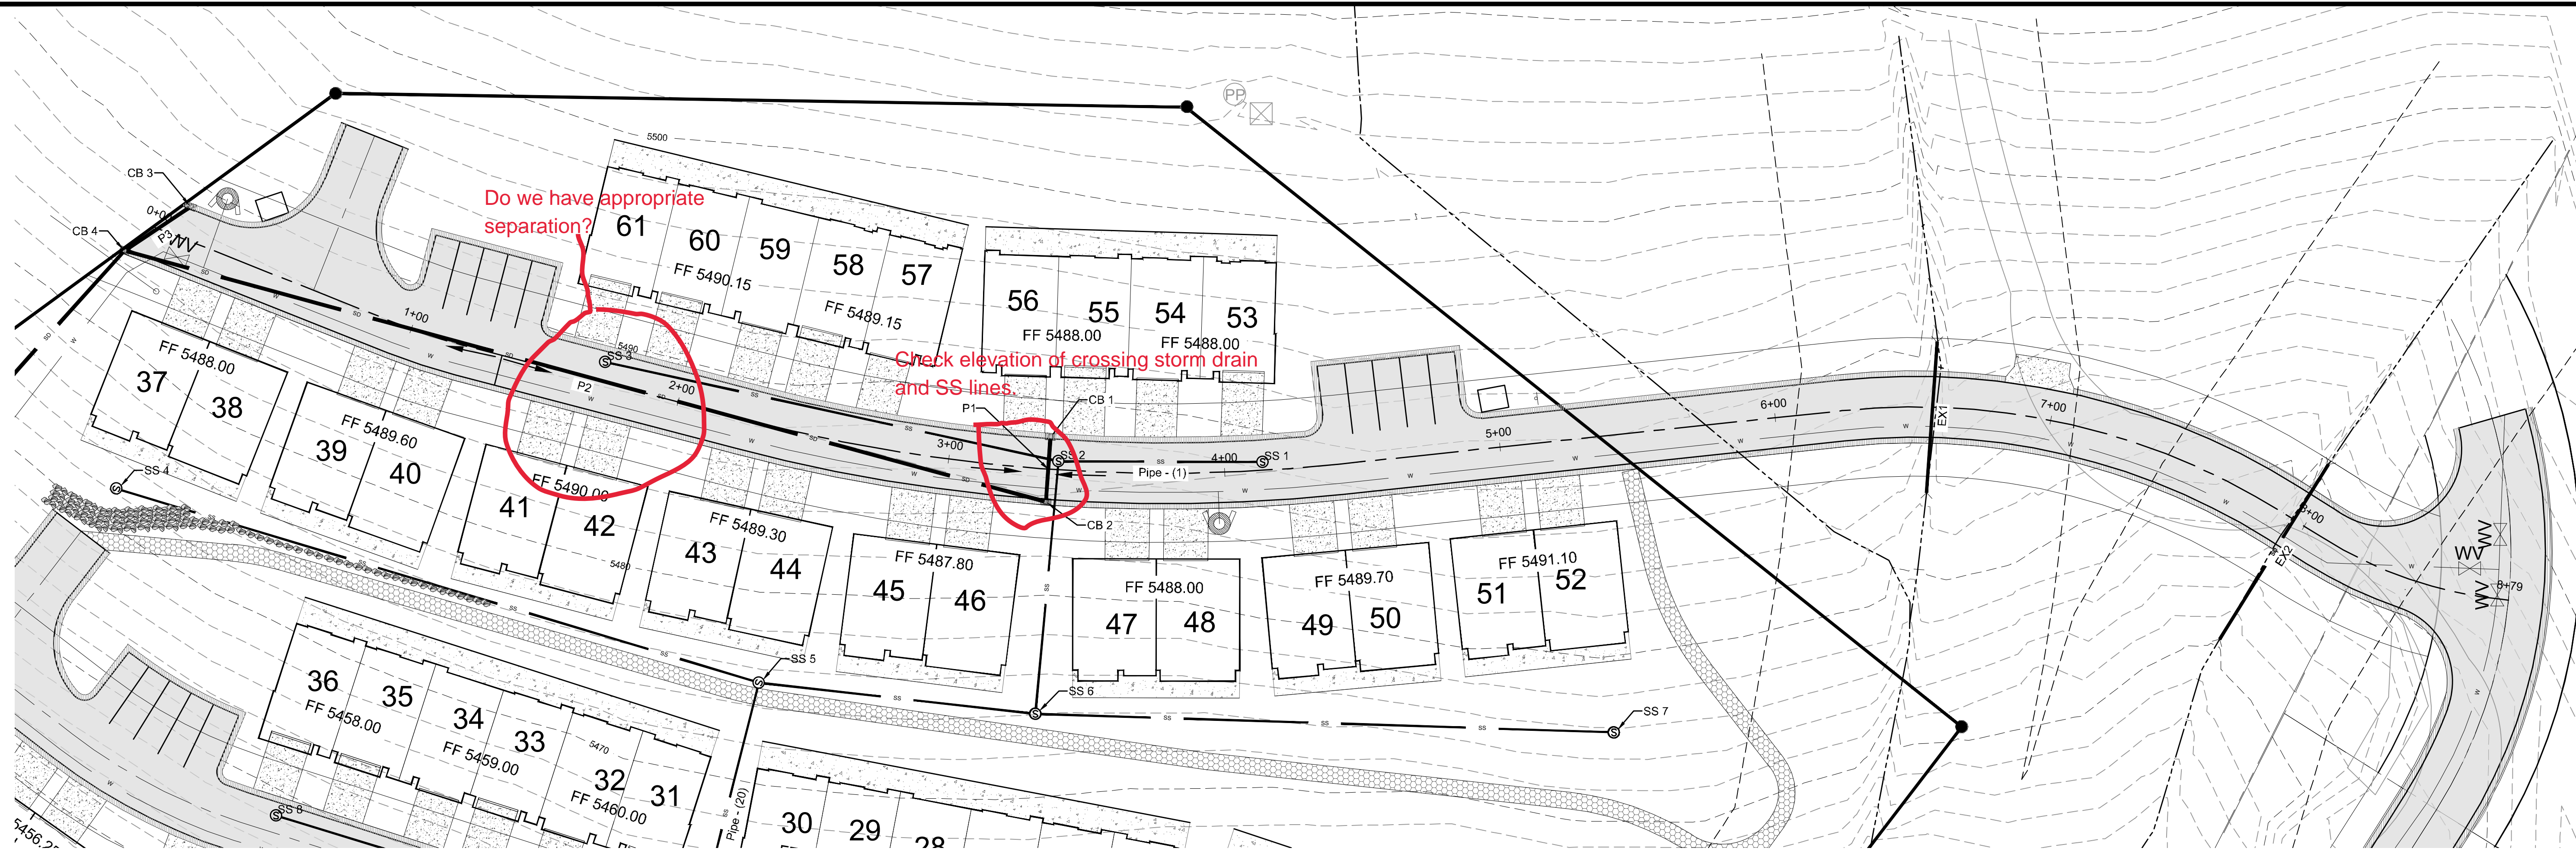 PP
5500
CB 3
0+00
CB 4
P3
WV
SD
W
Do we have appropriate
separation?
61
60
59
58
57
FF 5490.15
FF 5489.15
56
55
54
53
FF 5488.00
FF 5488.00
1+00
5490
SS 3
P2
2+00
Check elevation of crossing storm drain
and SS lines.
P1
CB 1
3+00
SS 2
Pipe - (1)
4+00
SS 1
5+00
6+00
EX1
7+00
8+00
EX2
WV
WV
WV
8+79
CB 2
37
FF 5488.00
38
39
FF 5489.60
40
41
FF 5490.00
42
43
FF 5489.30
44
5480
45
FF 5487.80
46
47
FF 5488.00
48
49
FF 5489.70
50
51
FF 5491.10
52
SS 4
SS 5
SS 6
SS 7
36
FF 5458.00
35
34
FF 5459.00
33
5470
32
FF 5460.00
31
SS 8
Pipe - (20)
30
29
28